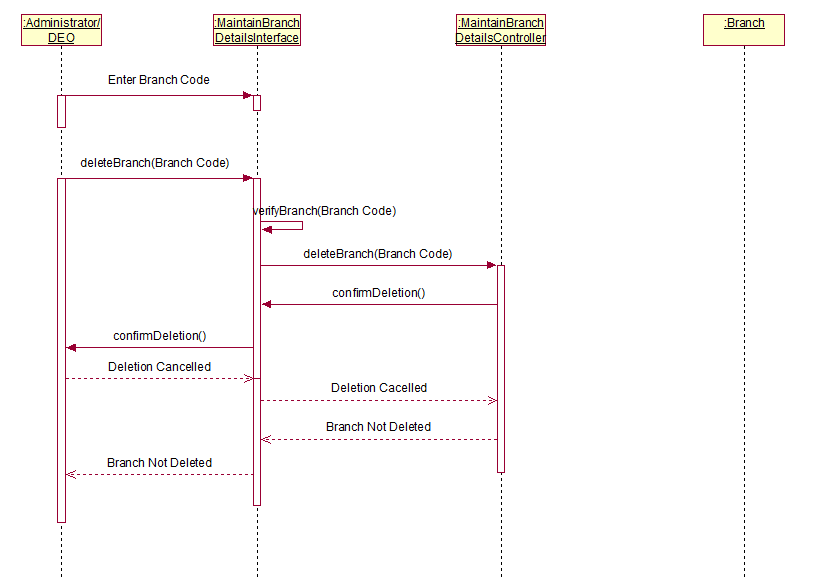 :Administrator/
DEO
:MaintainBranch
DetailsInterface
:MaintainBranch
DetailsController
:Branch
Enter Branch Code
deleteBranch(Branch Code)
verifyBranch(Branch Code)
deleteBranch(Branch Code)
confirmDeletion()
confirmDeletion()
Deletion Cancelled
Deletion Cacelled
Branch Not Deleted
Branch Not Deleted